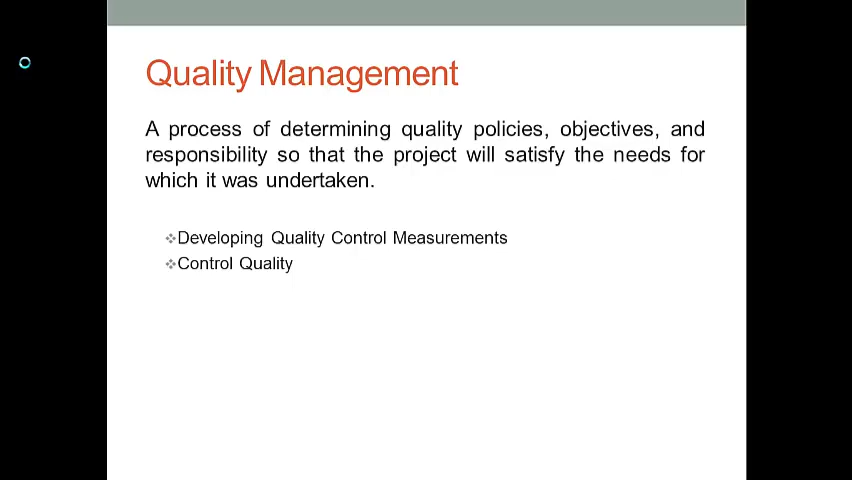 Quality Management
A process of determining quality policies, objectives, and
responsibility so that the project will satisfy the needs for
which it was undertaken.
❖Developing Quality Control Measurements
❖Control Quality